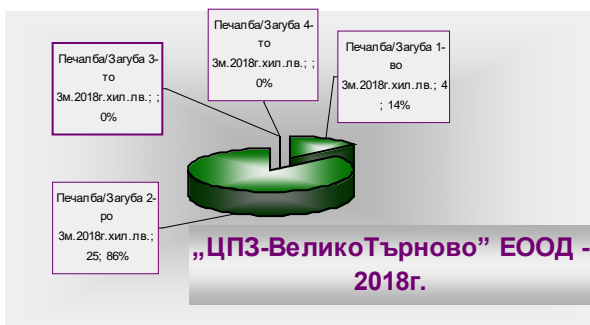 Печалба/Загуба 4-
то
3м.2018г.хил.лв.; ;
0%
Печалба/Загуба 3-
то
3м.2018г.хил.лв.; ;
0%
Печалба/Загуба 1-
во
3м.2018г.хил.лв.; 4
; 14%
Печалба/Загуба 2-
ро
3м.2018г.хил.лв.;
25; 86%
„ЦПЗ-ВеликоТърново” ЕООД -
2018г.